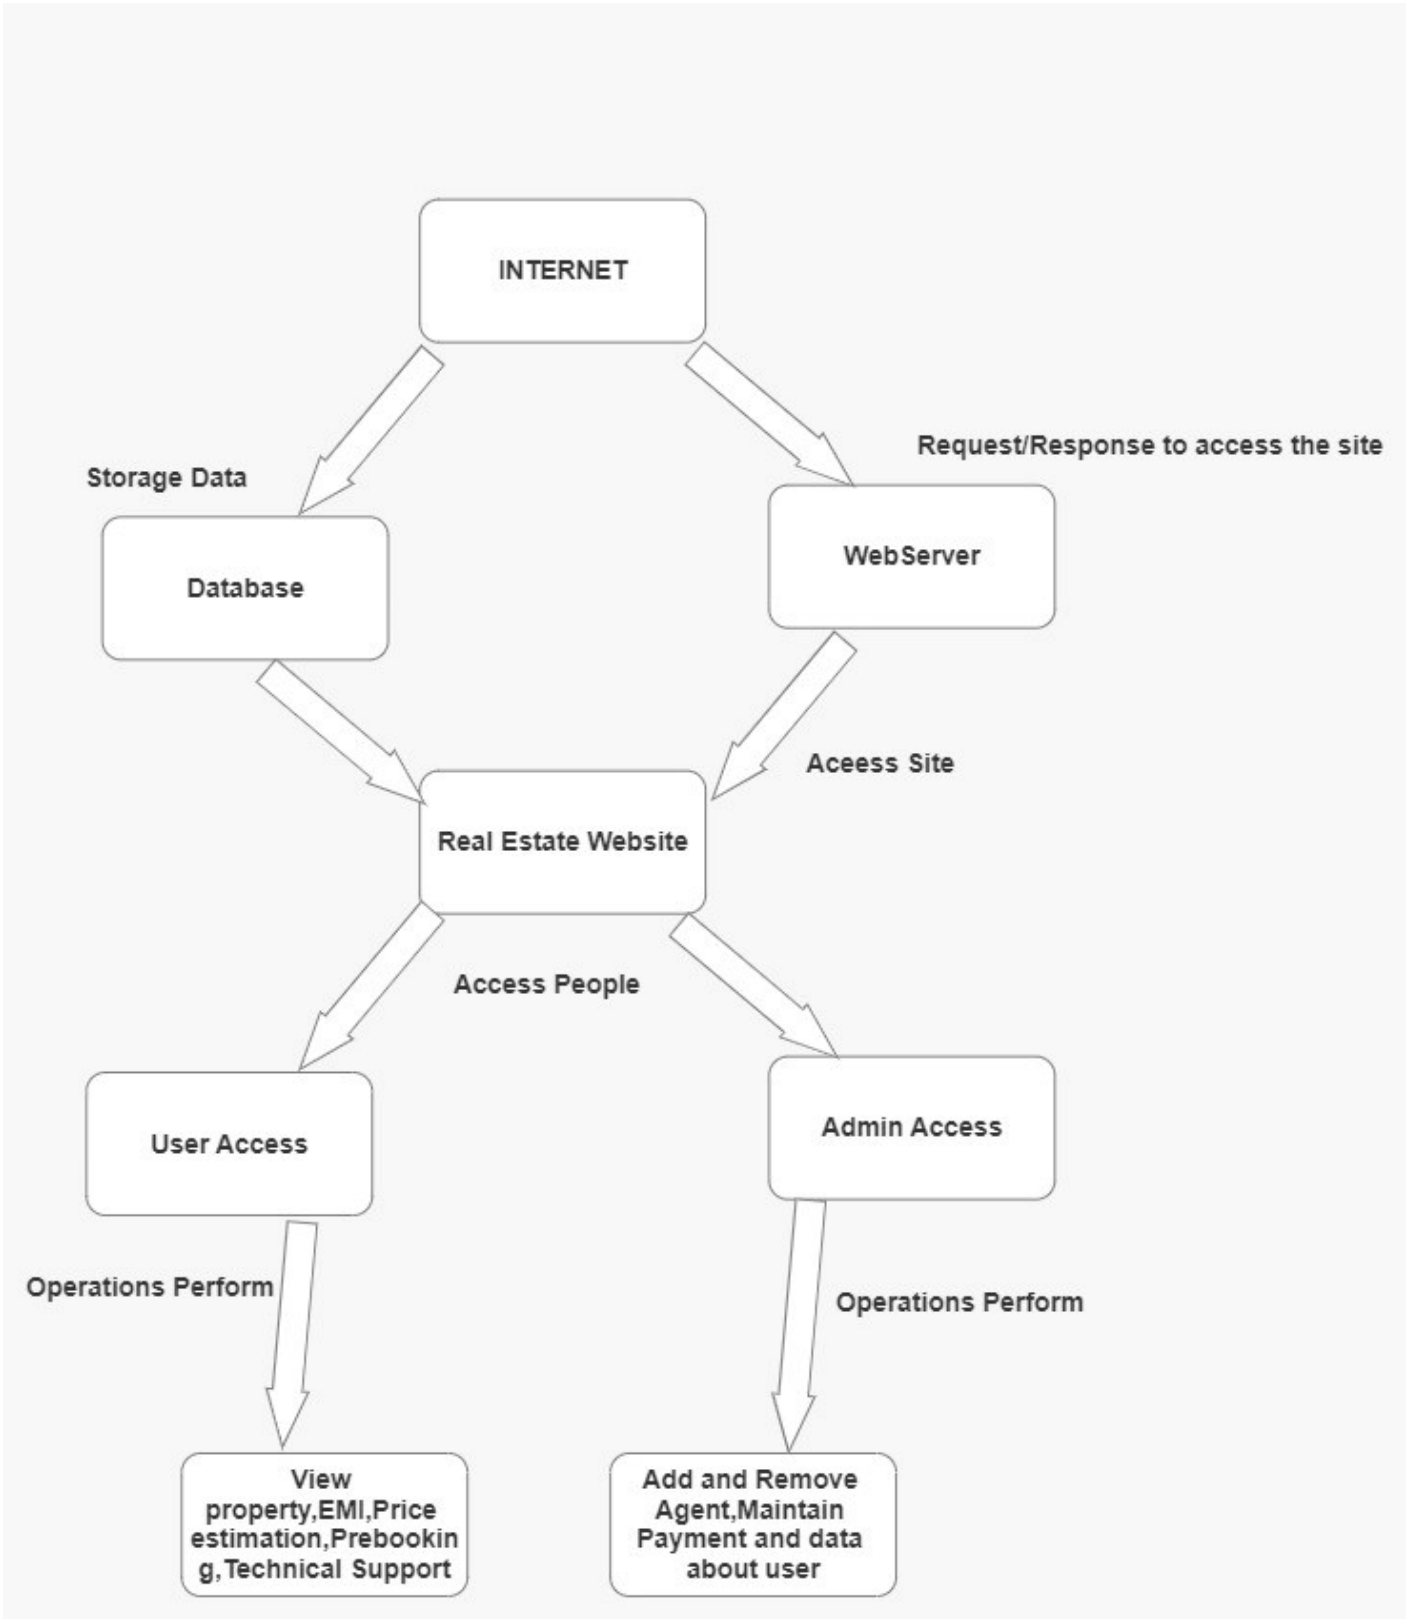 INTERNET
Request/Response to access the site
Storage Data
WebServer
Database
Aceess Site
Real Estate Website
Access People
Admin Access
User Access
Operations Perform
Operations Perform
View
property,EMI,Price
estimation,Prebookin
g,Technical Support
Add and Remove
Agent,Maintain
Payment and data
about user